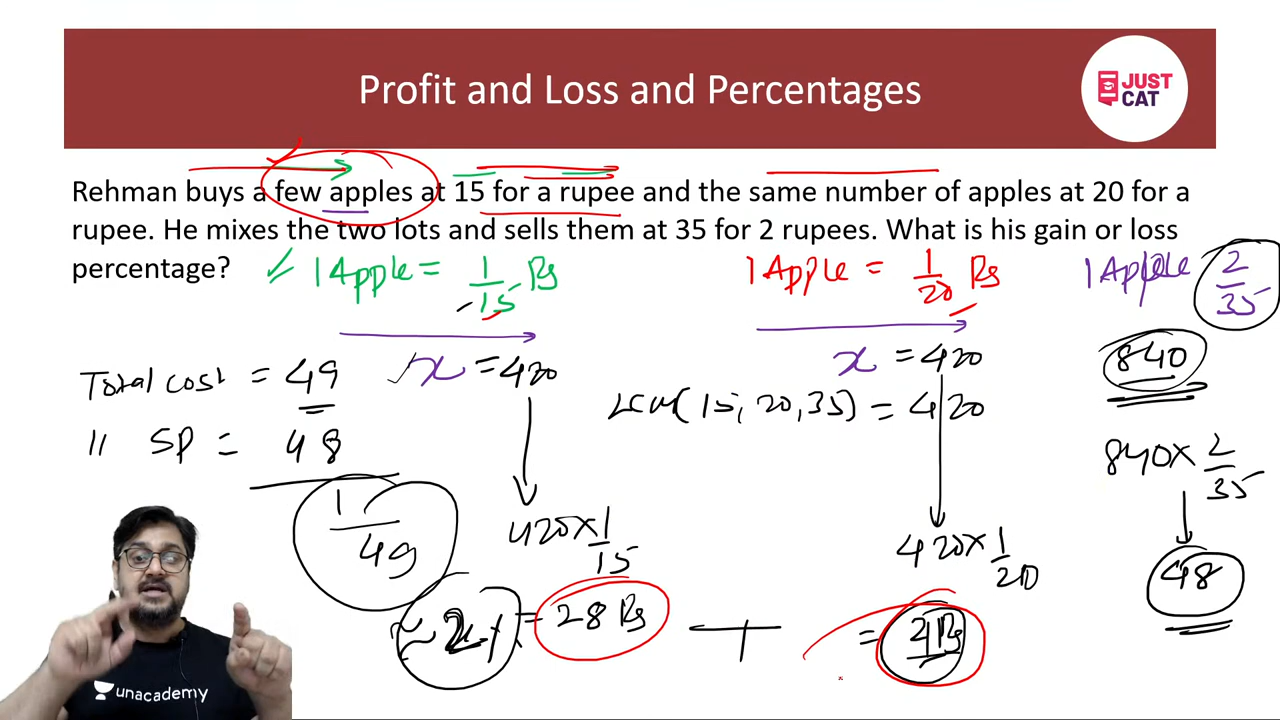 Profit and Loss and Percentages
JUST
CAT
Rehman buys a few apples at 15 for a rupee and the same number of apples at 20 for a
rupee. He mixes the two lots and sells them at 35 for 2 rupees. What is his gain or loss
percentage?
1 Apple = 1/15 Rs
1 Apple = 1/20 Rs
1 Apple 2/35
x = 420
x = 420
840
Total cost = 49
LCM(15, 20, 35) = 420
" SP = 48
840 × 2/35
1/49
420 × 1/15
420 × 1/20
48
= 28 Rs
+
= 21 Rs
unacademy